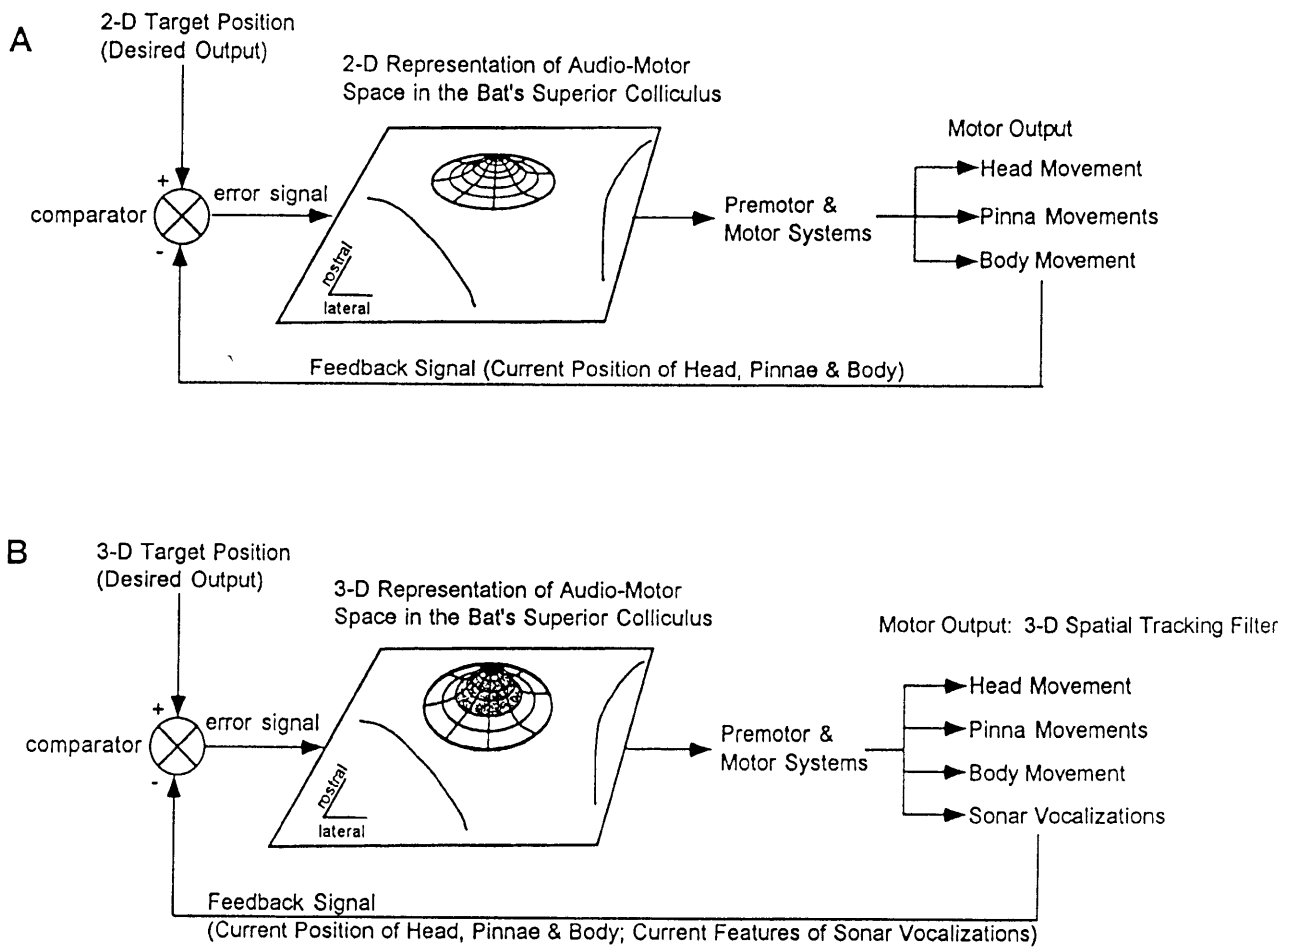 A
2-D Target Position
(Desired Output)
2-D Representation of Audio-Motor
Space in the Bat's Superior Colliculus
Motor Output
+
comparator
-
error signal
rostral
lateral
Premotor &
Motor Systems
Head Movement
Pinna Movements
Body Movement
Feedback Signal (Current Position of Head, Pinnae & Body)
B
3-D Target Position
(Desired Output)
3-D Representation of Audio-Motor
Space in the Bat's Superior Colliculus
Motor Output: 3-D Spatial Tracking Filter
+
comparator
-
error signal
rostral
lateral
Premotor &
Motor Systems
Head Movement
Pinna Movements
Body Movement
Sonar Vocalizations
Feedback Signal
(Current Position of Head, Pinnae & Body; Current Features of Sonar Vocalizations)